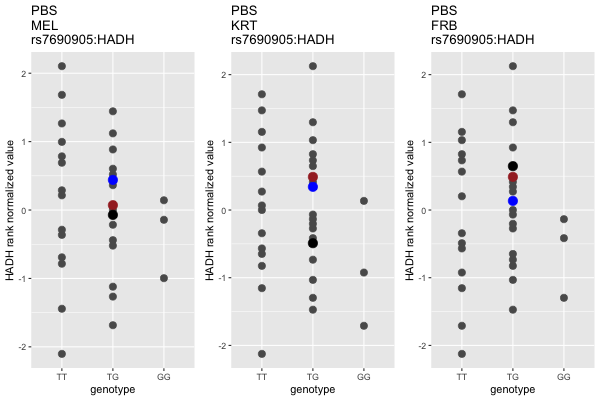 PBS
MEL
rs7690905:HADH
HADH rank normalized value
2
1
0
-1
-2
TT
TG
GG
genotype
PBS
KRT
rs7690905:HADH
HADH rank normalized value
2
1
0
-1
-2
TT
TG
GG
genotype
PBS
FRB
rs7690905:HADH
HADH rank normalized value
2
1
0
-1
-2
TT
TG
GG
genotype